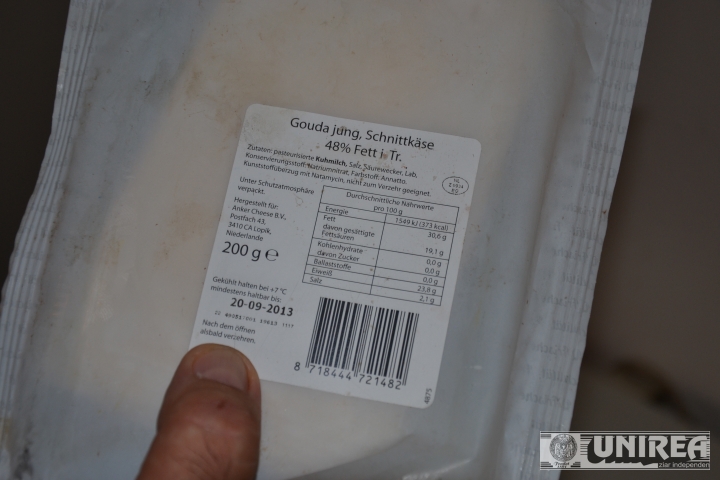 Gouda jung, Schnittkäse
48% Fett i. Tr.
Zutaten: pasteurisierte Kuhmilch, Salz, Säurewecker, Lab,
Konservierungsstoff: Natriumnitrat, Farbstoff: Annatto.
Kunststoffüberzug mit Natamycin, nicht zum Verzehr geeignet.
NL
EG
Unter Schutzatmosphäre
verpackt.
Hergestellt für:
Anker Cheese B.V.,
Postfach 43,
3410 CA Lopik,
Niederlande
200 g e
Durchschnittliche Nährwerte
pro 100 g
Energie 1549 kJ (373 kcal)
Fett 30,6 g
davon gesättigte
Fettsäuren 19,1 g
Kohlenhydrate 0,0 g
davon Zucker 0,0 g
Ballaststoffe 0,0 g
Eiweiß 23,8 g
Salz 2,1 g
Gekühlt halten bei +7 °C
mindestens haltbar bis:
20-09-2013
Nach dem öffnen
alsbald verzehren.
8 718444 721482
4875
UNIREA
ziar independent